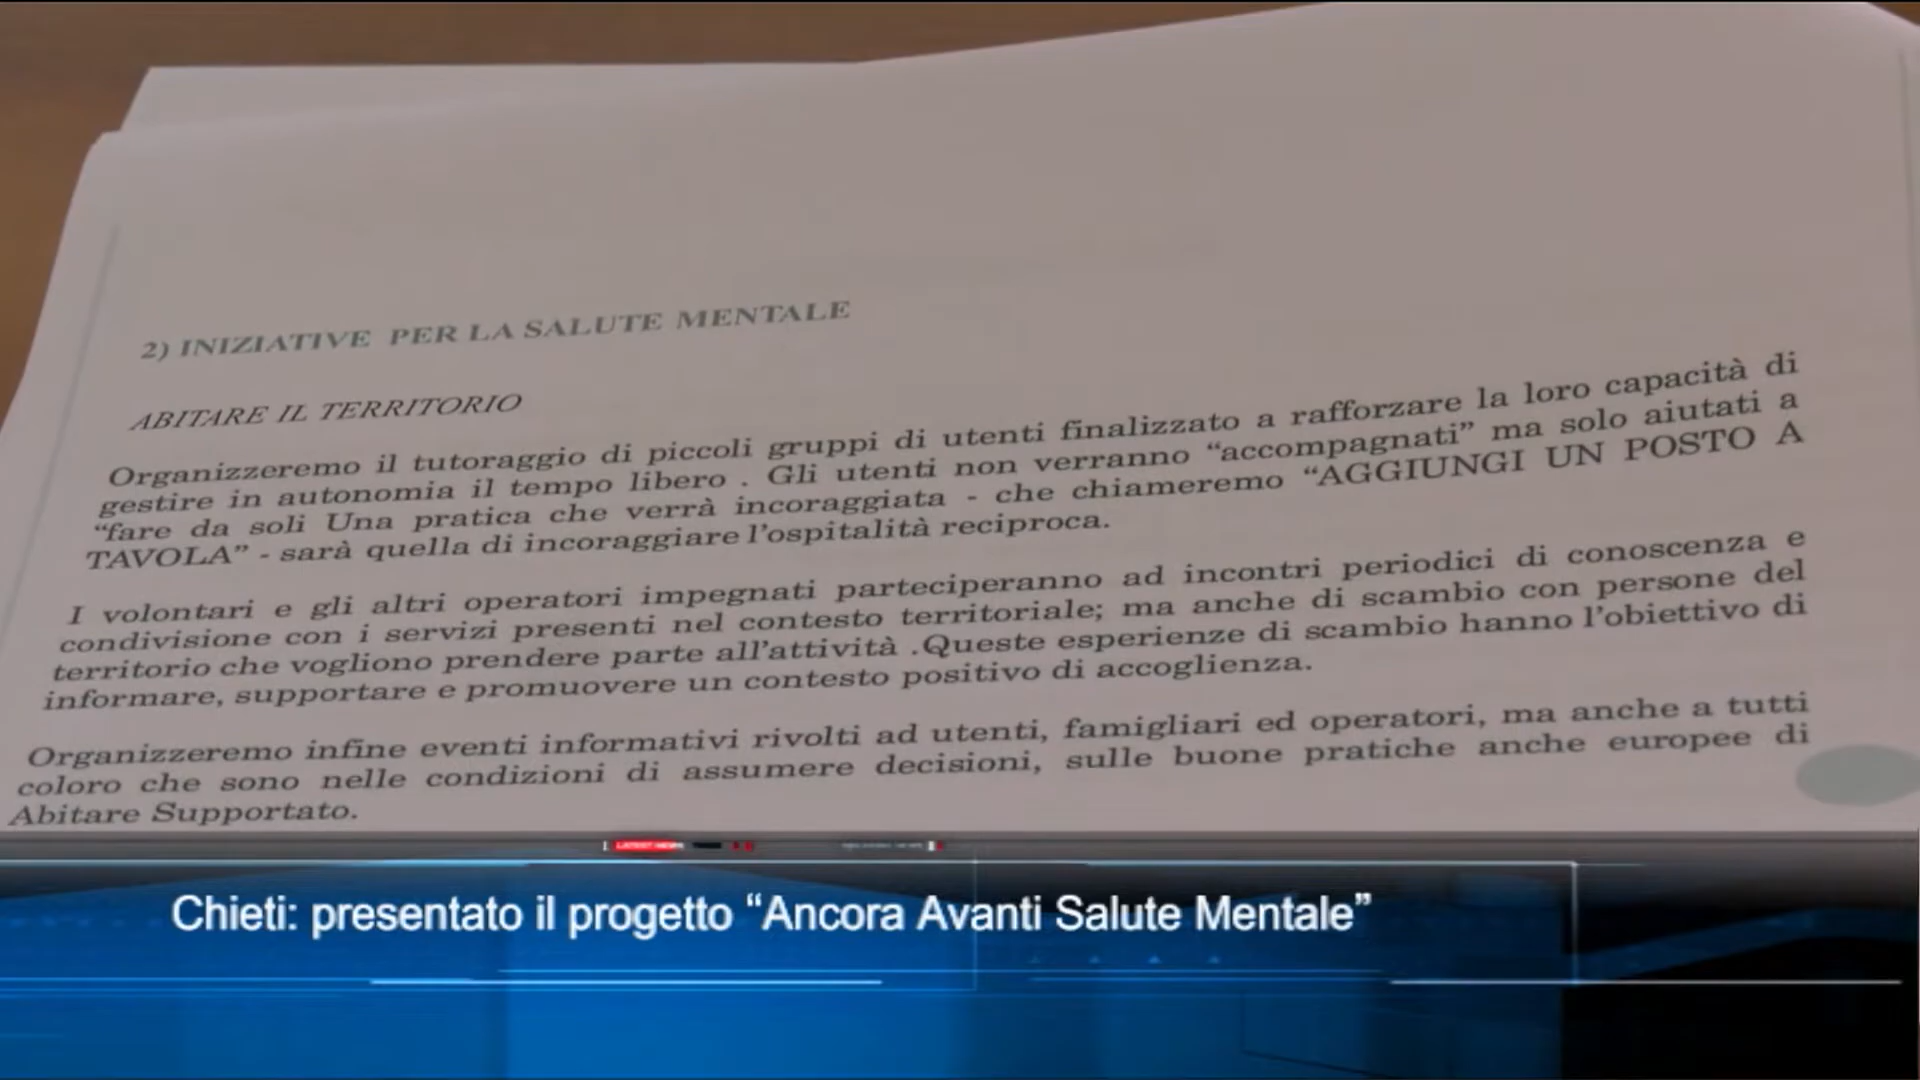 2) INIZIATIVE PER LA SALUTE MENTALE
ABITARE IL TERRITORIO
Organizzeremo il tutoraggio di piccoli gruppi di utenti finalizzato a rafforzare la loro capacità di
gestire in autonomia il tempo libero . Gli utenti non verranno “accompagnati” ma solo aiutati a
“fare da soli Una pratica che verrà incoraggiata - che chiameremo “AGGIUNGI UN POSTO A
TAVOLA” - sarà quella di incoraggiare l’ospitalità reciproca.
I volontari e gli altri operatori impegnati parteciperanno ad incontri periodici di conoscenza e
condivisione con i servizi presenti nel contesto territoriale; ma anche di scambio con persone del
territorio che vogliono prendere parte all’attività .Queste esperienze di scambio hanno l’obiettivo di
informare, supportare e promuovere un contesto positivo di accoglienza.
Organizzeremo infine eventi informativi rivolti ad utenti, famigliari ed operatori, ma anche a tutti
coloro che sono nelle condizioni di assumere decisioni, sulle buone pratiche anche europee di
Abitare Supportato.
LATEST NEWS
Chieti: presentato il progetto “Ancora Avanti Salute Mentale”